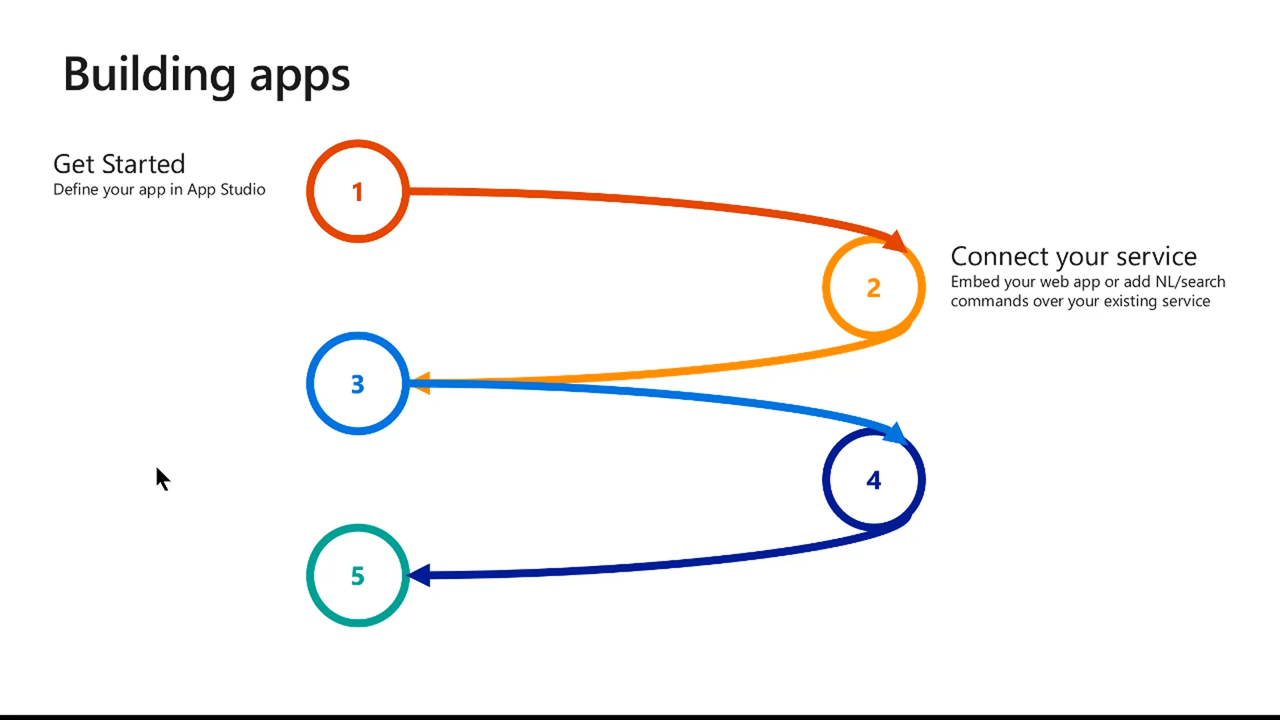 Building apps
Get Started
Define your app in App Studio
1
2
Connect your service
Embed your web app or add NL/search
commands over your existing service
3
4
5